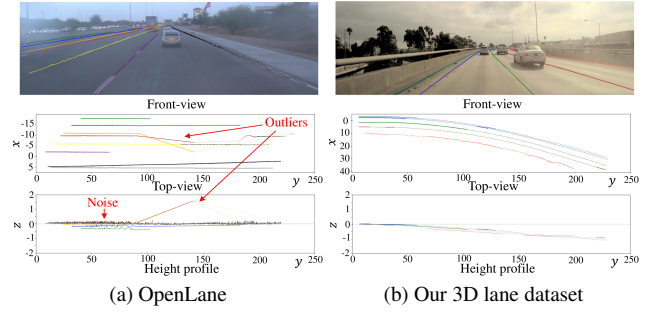 Front-view
Front-view
Outliers
-15
-10
-5
0
5
x
0 50 100 150 200 250
Top-view
y
0
10
20
30
40
x
0 50 100 150 200 250
Top-view
y
Noise
2
1
0
-1
-2
z
0 50 100 150 200 250
Height profile
y
2
1
0
-1
-2
z
0 50 100 150 200 250
Height profile
y
(a) OpenLane
(b) Our 3D lane dataset